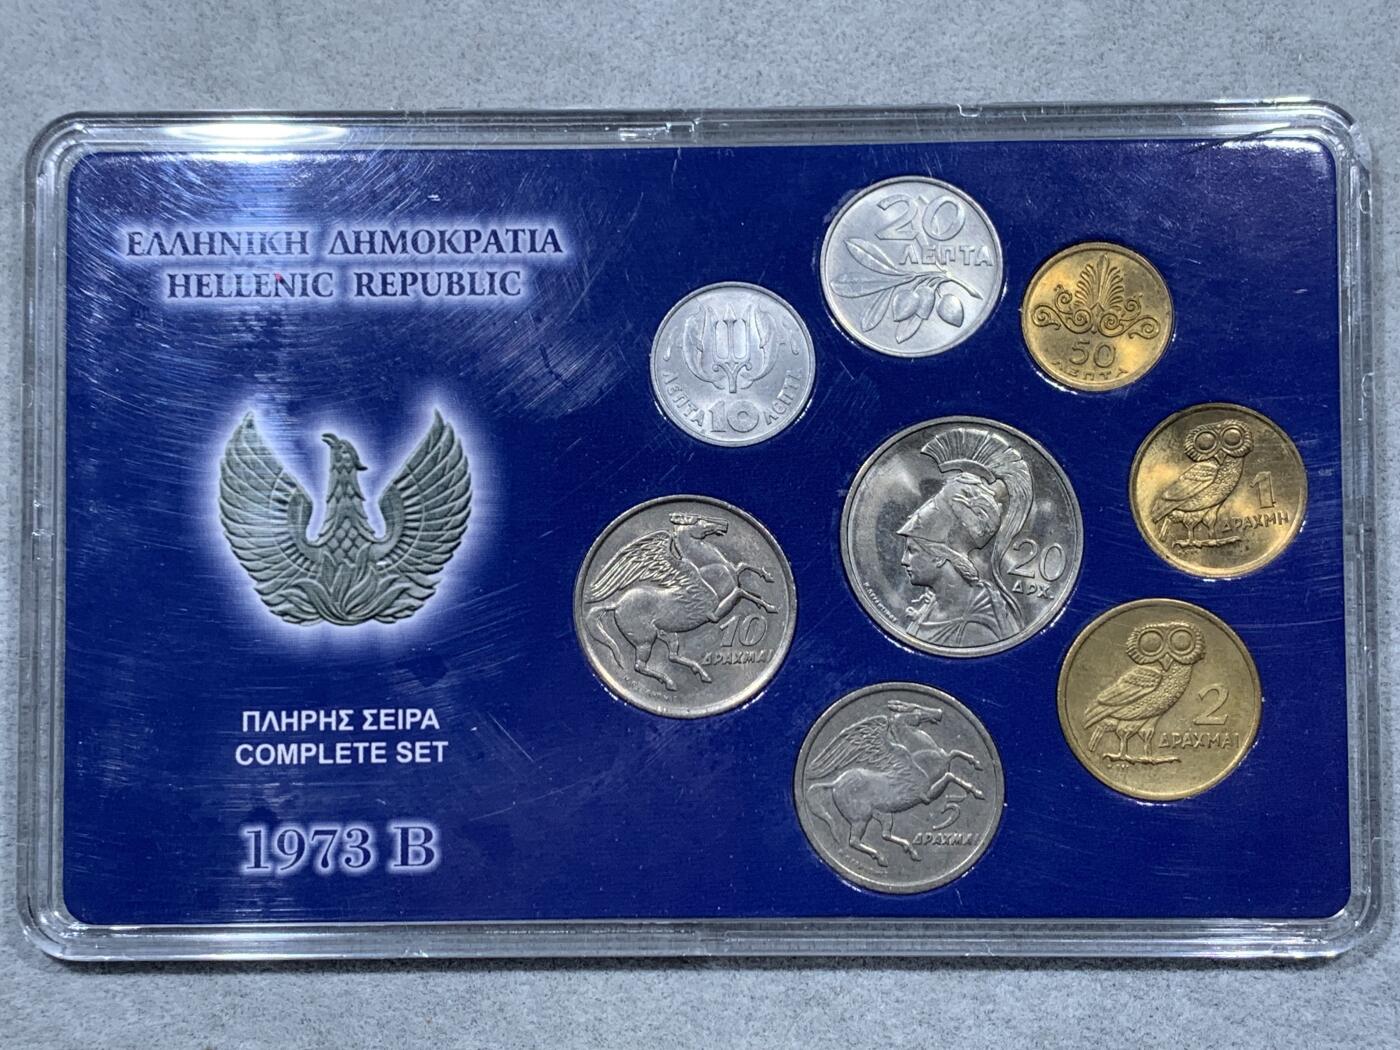 ΕΛΛΗΝΙΚΗ ΔΗΜΟΚΡΑΤΙΑ
HELLENIC REPUBLIC
ΠΛΗΡΗΣ ΣΕΙΡΑ
COMPLETE SET
1973 B
20
ΛΕΠΤΑ
ΛΕΠΤΑ 10 ΛΕΠΤΑ
50
ΛΕΠΤΑ
1
ΔΡΑΧΜΗ
20
ΔΡΧ.
10
ΔΡΑΧΜΑΙ
2
ΔΡΑΧΜΑΙ
5
ΔΡΑΧΜΑΙ